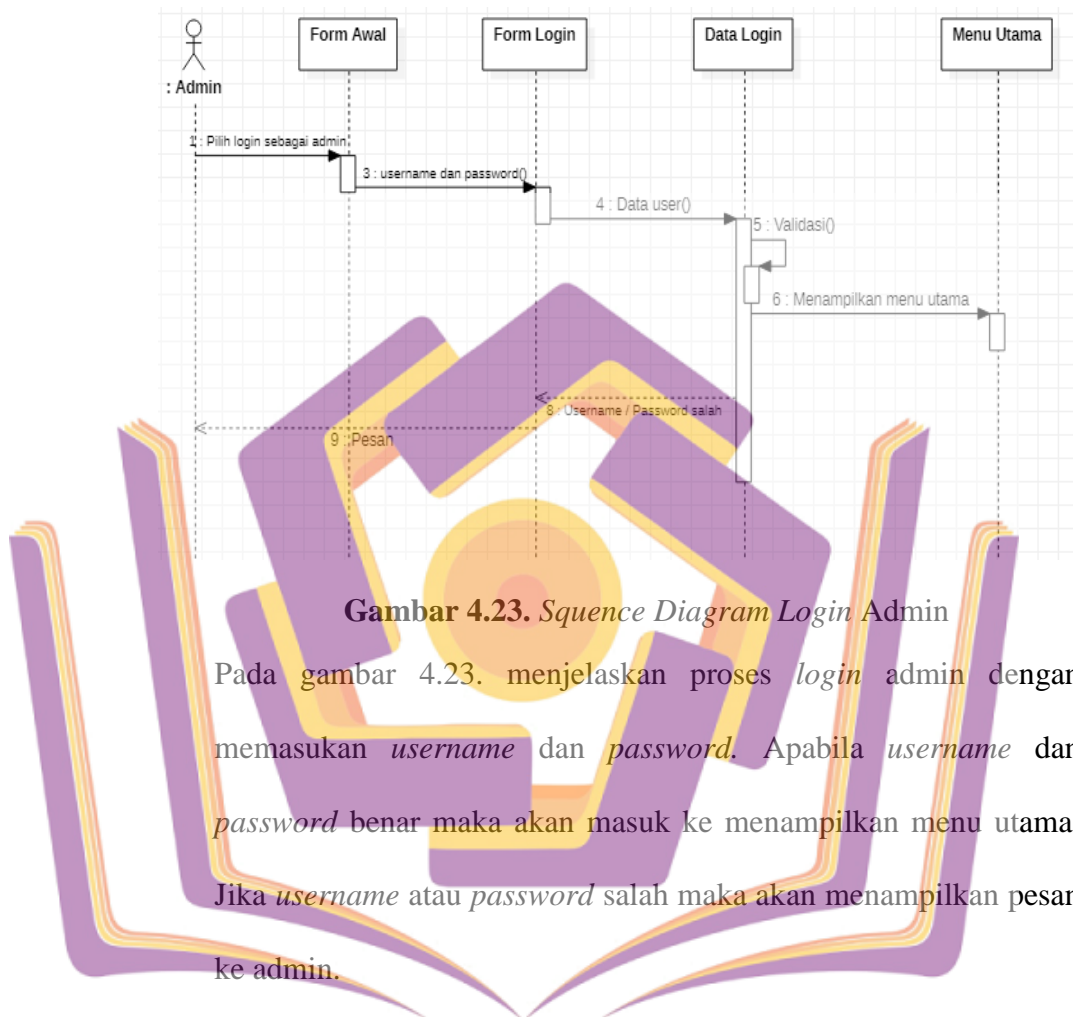 Form Awal
Form Login
Data Login
Menu Utama
: Admin
1 : Pilih login sebagai admin
3 : username dan password()
4 : Data user()
5 : Validasi()
6 : Menampilkan menu utama
8 : Username / Password salah
9 : Pesan
Gambar 4.23. Squence Diagram Login Admin
Pada gambar 4.23. menjelaskan proses login admin dengan
memasukan username dan password. Apabila username dan
password benar maka akan masuk ke menampilkan menu utama
Jika username atau password salah maka akan menampilkan pesan
ke admin.